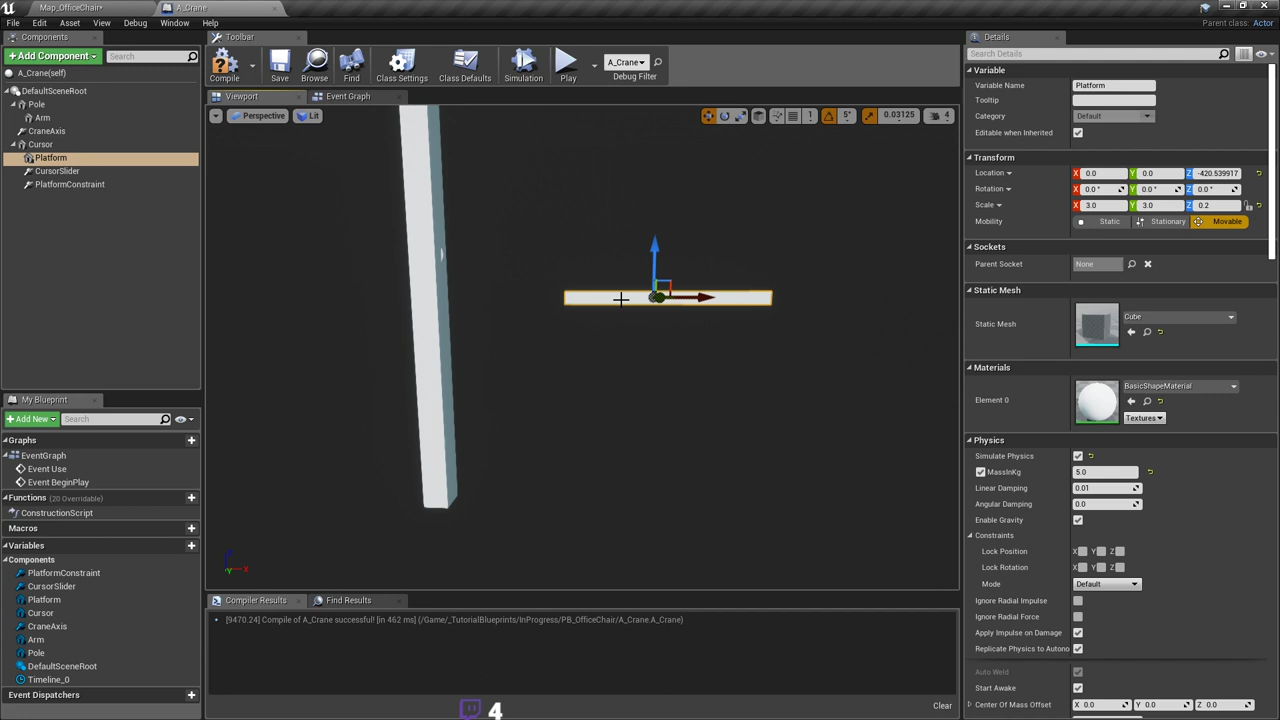 Map_OfficeChair*
A_Crane
File Edit Asset View Debug Window Help
Parent class: Actor
Components
+Add Component
Search
A_Crane(self)
DefaultSceneRoot
Pole
Arm
CraneAxis
Cursor
Platform
CursorSlider
PlatformConstraint
My Blueprint
+Add New
Search
Graphs
EventGraph
Event Use
Event BeginPlay
Functions (20 Overridable)
ConstructionScript
Macros
Variables
Components
PlatformConstraint
CursorSlider
Platform
Cursor
CraneAxis
Arm
Pole
DefaultSceneRoot
Timeline_0
Event Dispatchers
Toolbar
Compile Save Browse Find Class Settings Class Defaults Simulation Play
A_Crane
Debug Filter
Viewport Event Graph
Perspective Lit
1 5° 0.03125 4
Compiler Results Find Results
[9470.24] Compile of A_Crane successful! [in 462 ms] (/Game/_TutorialBlueprints/InProgress/PB_OfficeChair/A_Crane.A_Crane)
Clear
4
Details
Search Details
Variable
Variable Name Platform
Tooltip
Category Default
Editable when Inherited
Transform
Location X 0.0 Y 0.0 Z -420.539917
Rotation X 0.0 ° Y 0.0 ° Z 0.0 °
Scale X 3.0 Y 3.0 Z 0.2
Mobility Static Stationary Movable
Sockets
Parent Socket None
Static Mesh
Static Mesh Cube
Materials
Element 0 BasicShapeMaterial
Textures
Physics
Simulate Physics
MassInKg 5.0
Linear Damping 0.01
Angular Damping 0.0
Enable Gravity
Constraints
Lock Position X Y Z
Lock Rotation X Y Z
Mode Default
Ignore Radial Impulse
Ignore Radial Force
Apply Impulse on Damage
Replicate Physics to Autono
Auto Weld
Start Awake
Center Of Mass Offset X 0.0 Y 0.0 Z 0.0